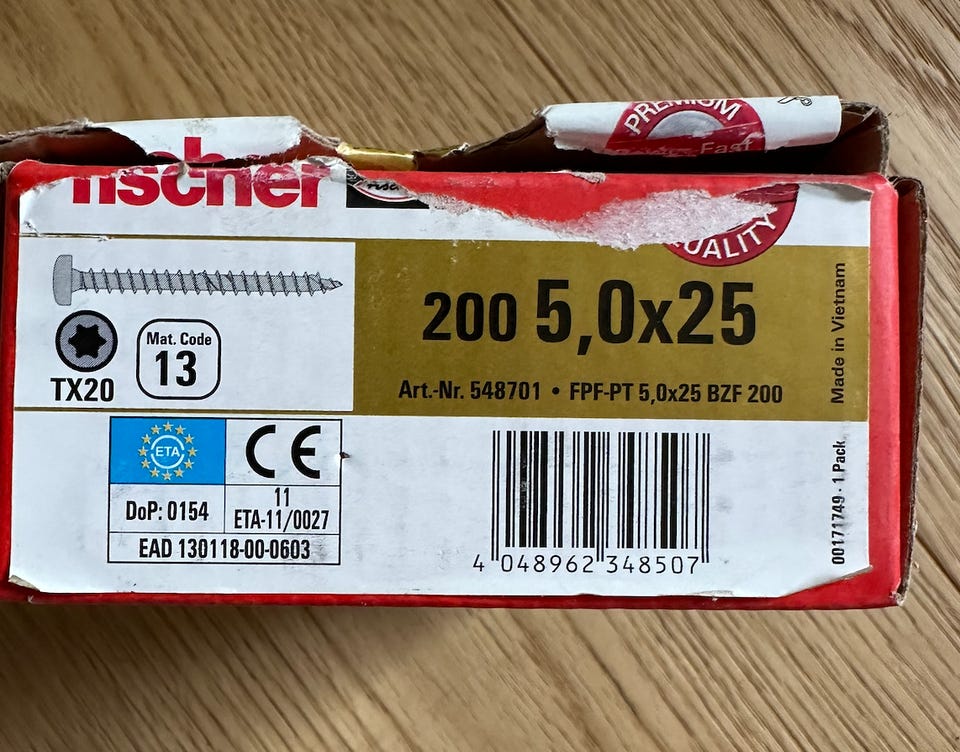 PREMIUM
Fast
fischer
QUALITY
200 5,0x25
Mat. Code
13
TX20
Art.-Nr. 548701 • FPF-PT 5,0x25 BZF 200
Made in Vietnam
ETA
CE
DoP: 0154
11
ETA-11/0027
EAD 130118-00-0603
4 048962 348507
00171749 · 1 Pack